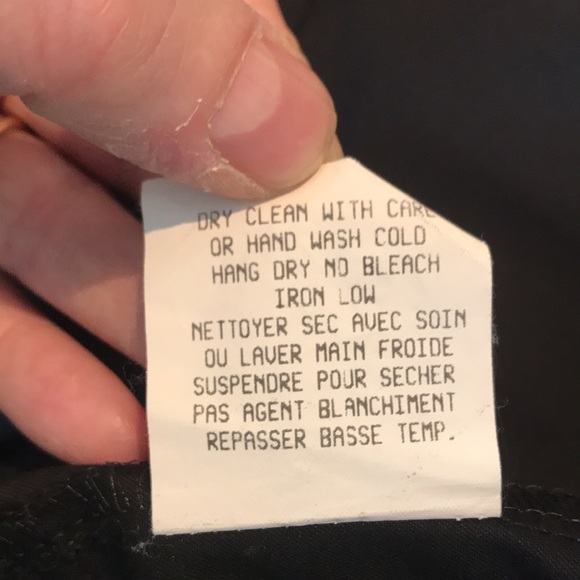 DRY CLEAN WITH CARE
OR HAND WASH COLD
HANG DRY NO BLEACH
IRON LOW
NETTOYER SEC AVEC SOIN
OU LAVER MAIN FROIDE
SUSPENDRE POUR SECHER
PAS AGENT BLANCHIMENT
REPASSER BASSE TEMP.